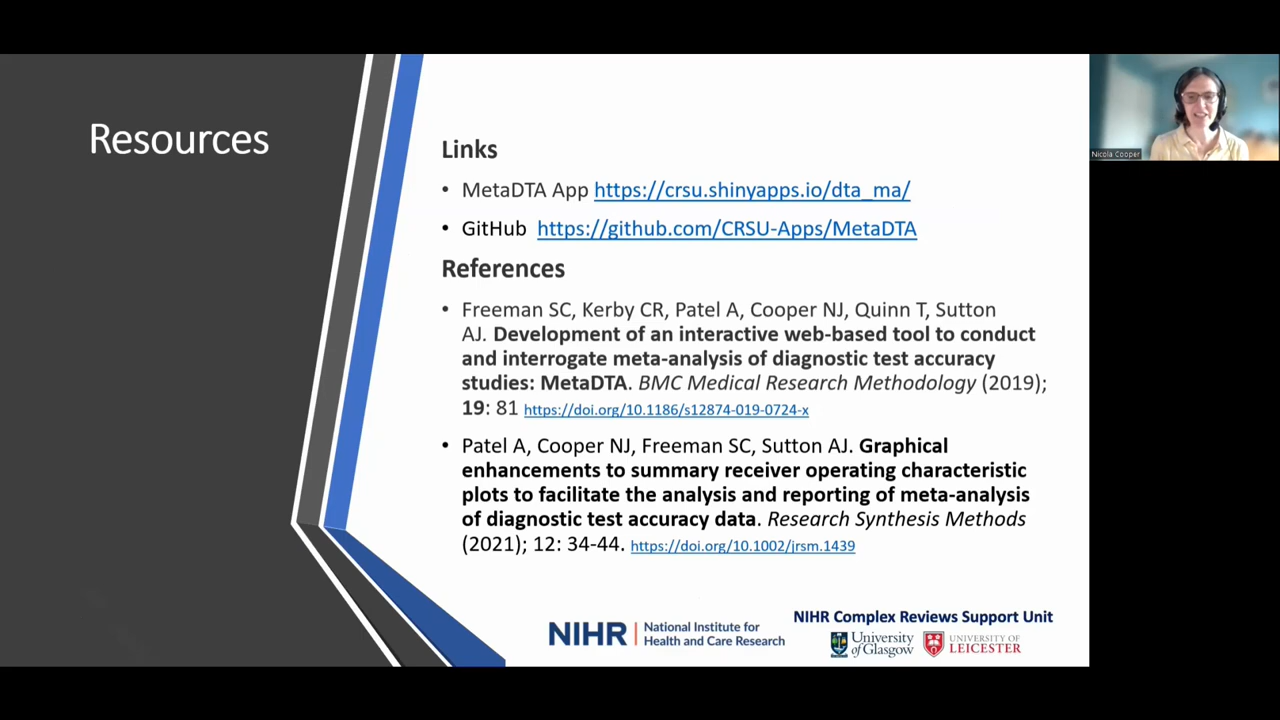 Resources
Links
• MetaDTA App https://crsu.shinyapps.io/dta_ma/
• GitHub https://github.com/CRSU-Apps/MetaDTA
References
• Freeman SC, Kerby CR, Patel A, Cooper NJ, Quinn T, Sutton
AJ. Development of an interactive web-based tool to conduct
and interrogate meta-analysis of diagnostic test accuracy
studies: MetaDTA. BMC Medical Research Methodology (2019);
19: 81 https://doi.org/10.1186/s12874-019-0724-x
• Patel A, Cooper NJ, Freeman SC, Sutton AJ. Graphical
enhancements to summary receiver operating characteristic
plots to facilitate the analysis and reporting of meta-analysis
of diagnostic test accuracy data. Research Synthesis Methods
(2021); 12: 34-44. https://doi.org/10.1002/jrsm.1439
NIHR | National Institute for
Health and Care Research
NIHR Complex Reviews Support Unit
University
of Glasgow
UNIVERSITY OF
LEICESTER
Nicola Cooper